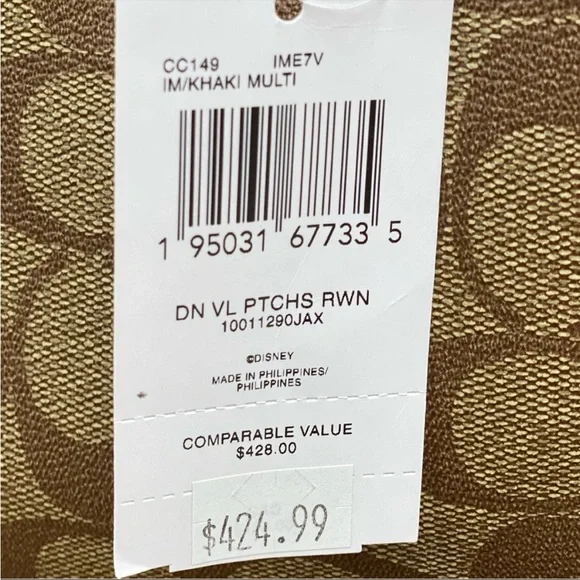 CC149 IME7V
IM/KHAKI MULTI
1 95031 67733 5
DN VL PTCHS RWN
10011290JAX
©DISNEY
MADE IN PHILIPPINES/
PHILIPPINES
COMPARABLE VALUE
$428.00
$424.99